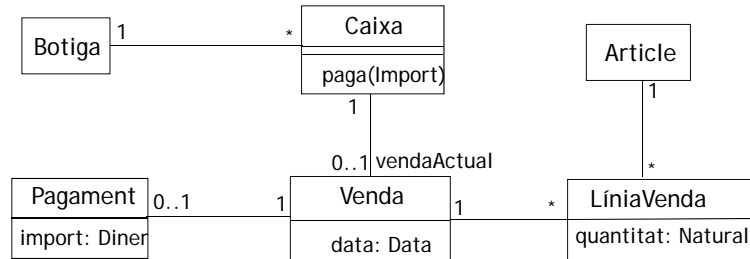 Botiga
1
*
Caixa
paga(Import)
1
0..1
vendaActual
Article
1
*
Pagament
import: Diner
0..1
1
Venda
data: Data
1
*
LíniaVenda
quantitat: Natural